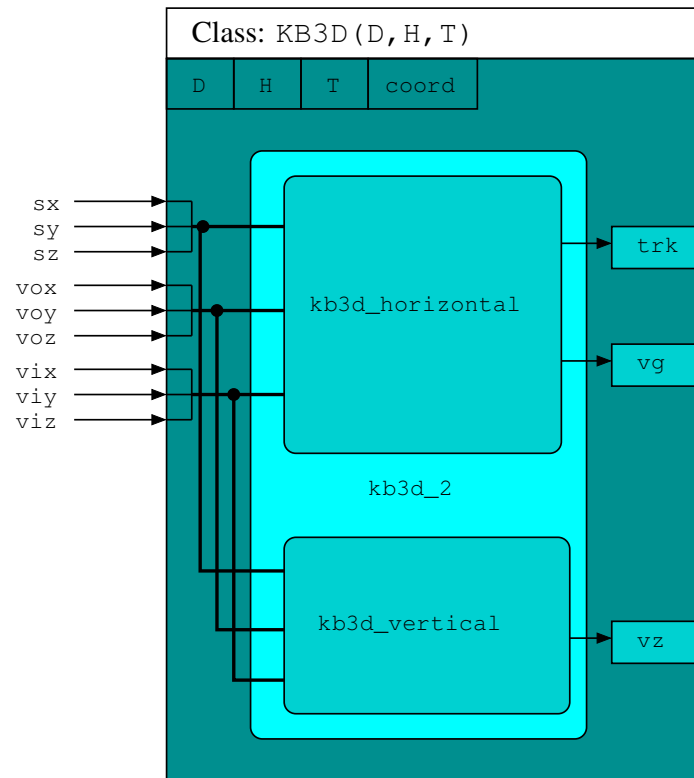 Class: KB3D(D,H,T)
D H T coord
sx
sy
sz
vox
voy
voz
vix
viy
viz
kb3d_horizontal
trk
vg
kb3d_2
kb3d_vertical
vz